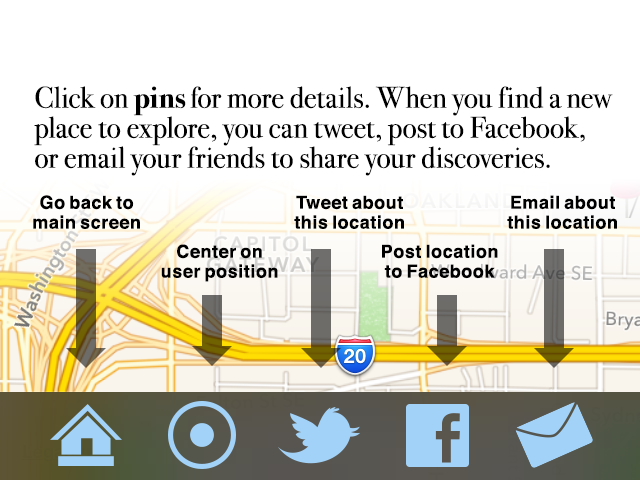 Click on pins for more details. When you find a new
place to explore, you can tweet, post to Facebook,
or email your friends to share your discoveries.
Go back to
main screen
Tweet about
this location
Email about
this location
Center on
user position
Post location
to Facebook
OAKLAND
CAPITOL
GATEWAY
Washington
ward Ave SE
Brya
20
f